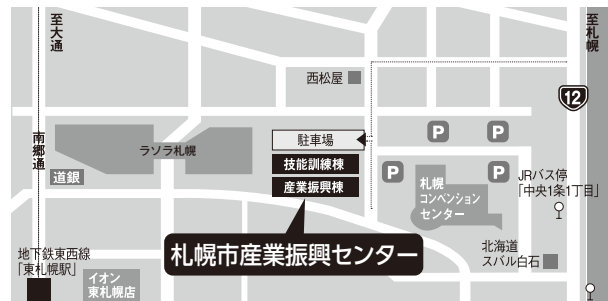 至大通
至札幌
西松屋
12
南郷通
ラソラ札幌
道銀
駐車場
技能訓練棟
産業振興棟
P
P
P
P
札幌
コンベンション
センター
JRバス停
「中央1条1丁目」
札幌市産業振興センター
地下鉄東西線
「東札幌駅」
イオン
東札幌店
北海道
スバル白石